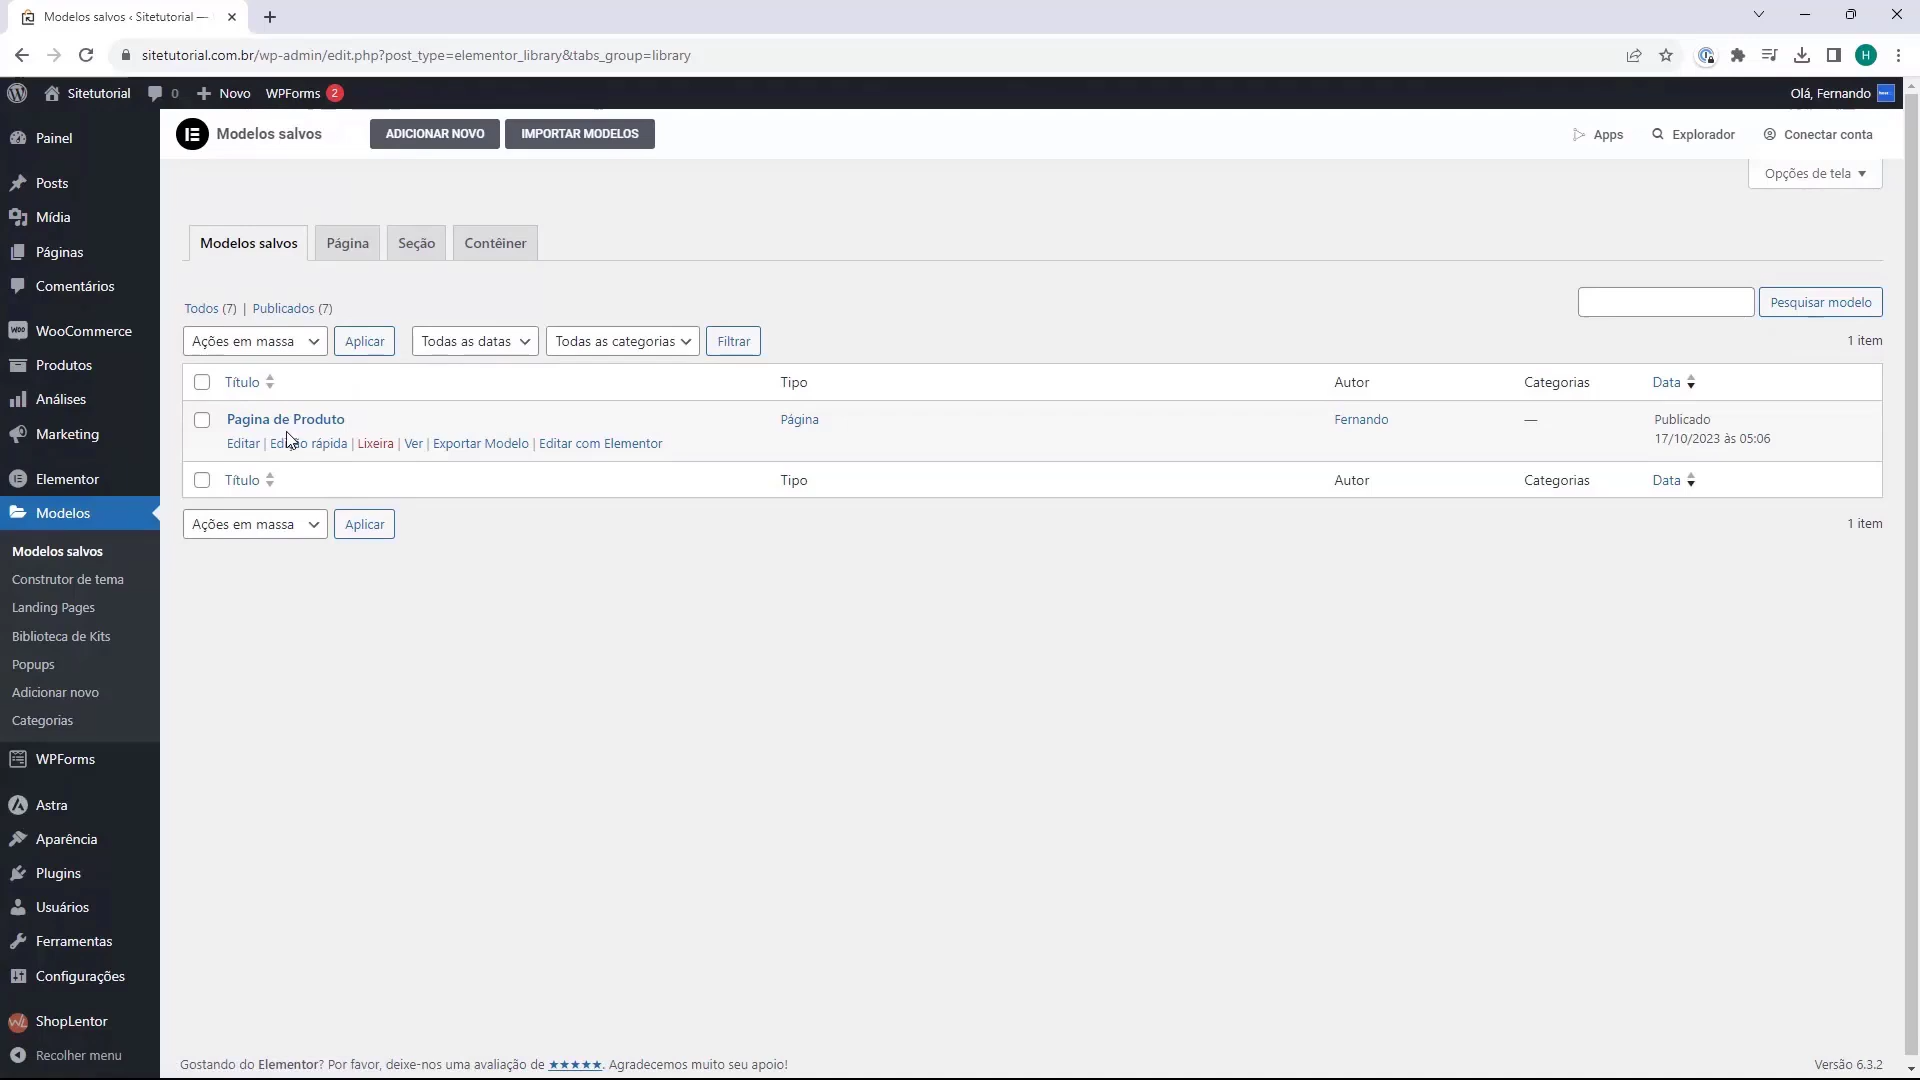 Modelos salvos ‹ Sitetutorial —
sitetutorial.com.br/wp-admin/edit.php?post_type=elementor_library&tabs_group=library
H
Sitetutorial
0
Novo
WPForms 2
Olá, Fernando
Modelos salvos
ADICIONAR NOVO
IMPORTAR MODELOS
Apps
Explorador
Conectar conta
Opções de tela
Painel
Posts
Mídia
Páginas
Comentários
WooCommerce
Produtos
Análises
Marketing
Elementor
Modelos
Modelos salvos
Construtor de tema
Landing Pages
Biblioteca de Kits
Popups
Adicionar novo
Categorias
WPForms
Astra
Aparência
Plugins
Usuários
Ferramentas
Configurações
ShopLentor
Recolher menu
Modelos salvos
Página
Seção
Contêiner
Todos (7) | Publicados (7)
Pesquisar modelo
Ações em massa
Aplicar
Todas as datas
Todas as categorias
Filtrar
1 item
Título Tipo Autor Categorias Data
Pagina de Produto Página Fernando — Publicado
17/10/2023 às 05:06
Editar | Edição rápida | Lixeira | Ver | Exportar Modelo | Editar com Elementor
Título Tipo Autor Categorias Data
Ações em massa
Aplicar
1 item
Gostando do Elementor? Por favor, deixe-nos uma avaliação de ★★★★★. Agradecemos muito seu apoio!
Versão 6.3.2